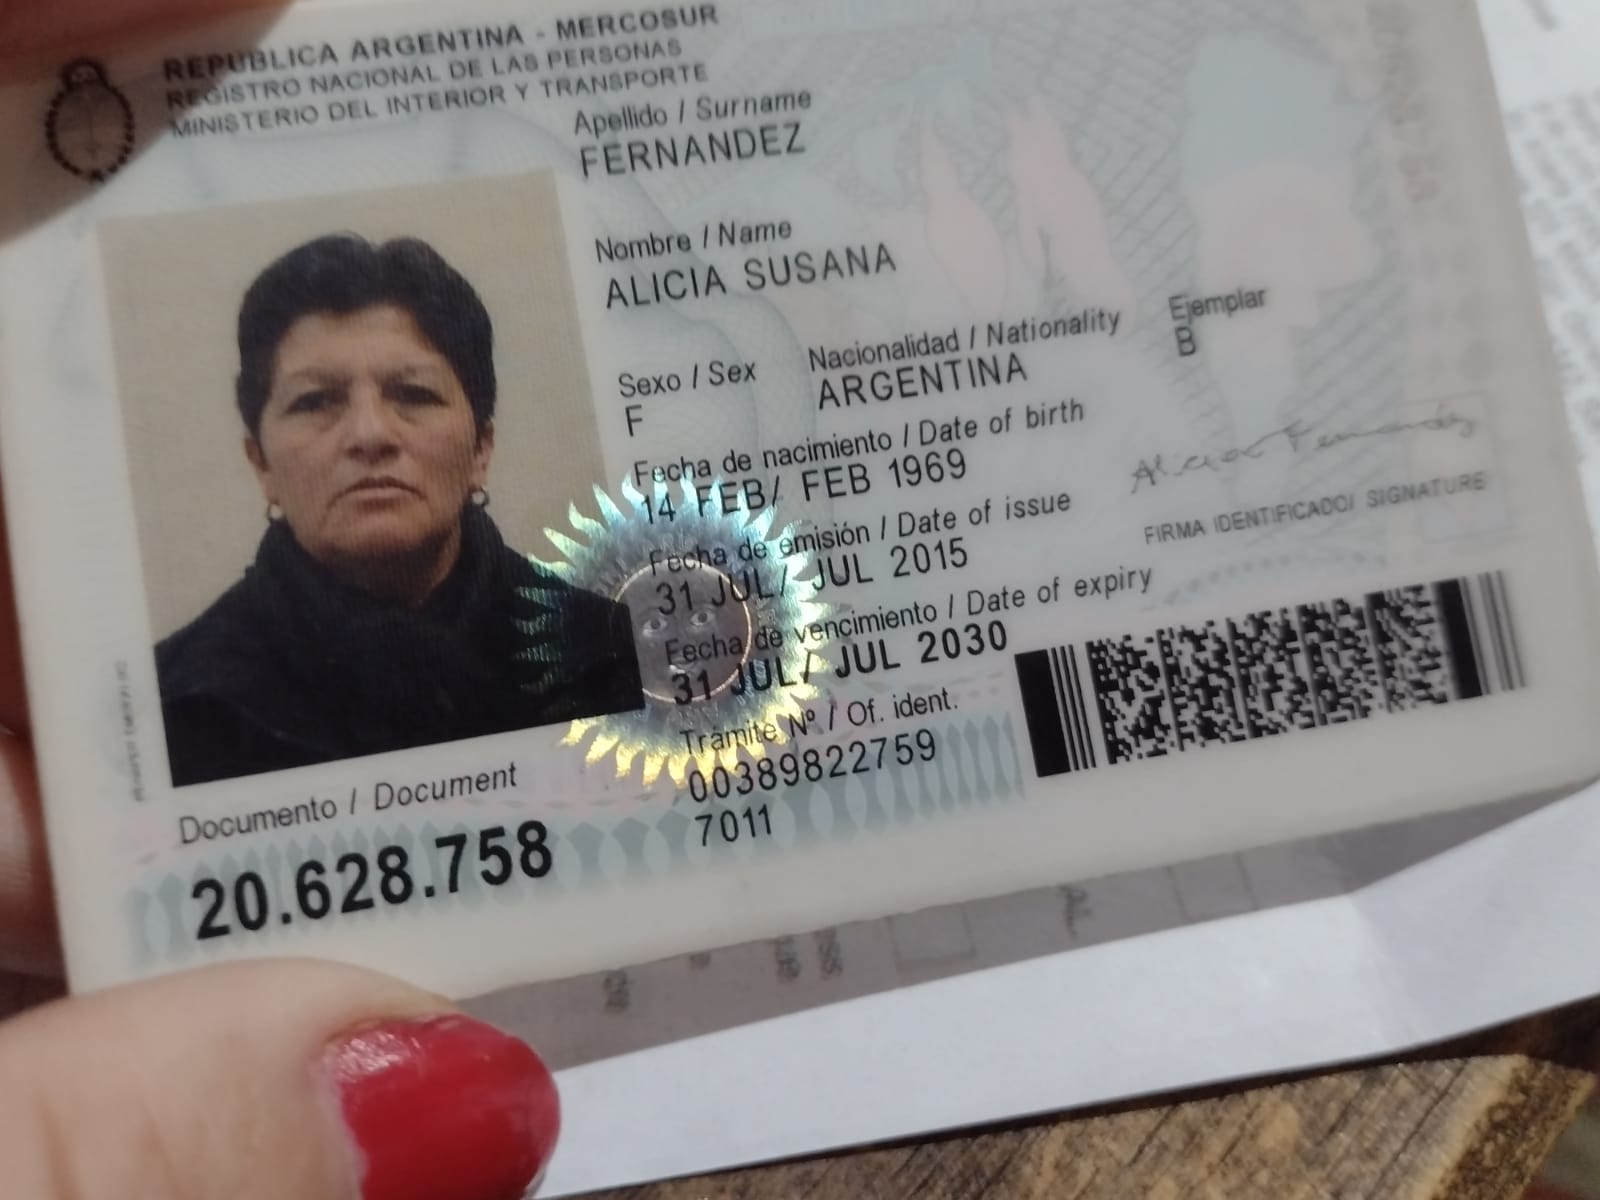 REPUBLICA ARGENTINA - MERCOSUR
REGISTRO NACIONAL DE LAS PERSONAS
MINISTERIO DEL INTERIOR Y TRANSPORTE
Apellido / Surname
FERNANDEZ
Nombre / Name
ALICIA SUSANA
Sexo / Sex
F
Nacionalidad / Nationality
ARGENTINA
Ejemplar
B
Fecha de nacimiento / Date of birth
14 FEB/ FEB 1969
Fecha de emisión / Date of issue
31 JUL/ JUL 2015
Fecha de vencimiento / Date of expiry
31 JUL/ JUL 2030
Alicia Fernandez
FIRMA IDENTIFICADO/ SIGNATURE
Trámite Nº / Of. ident.
00389822759
7011
Documento / Document
20.628.758